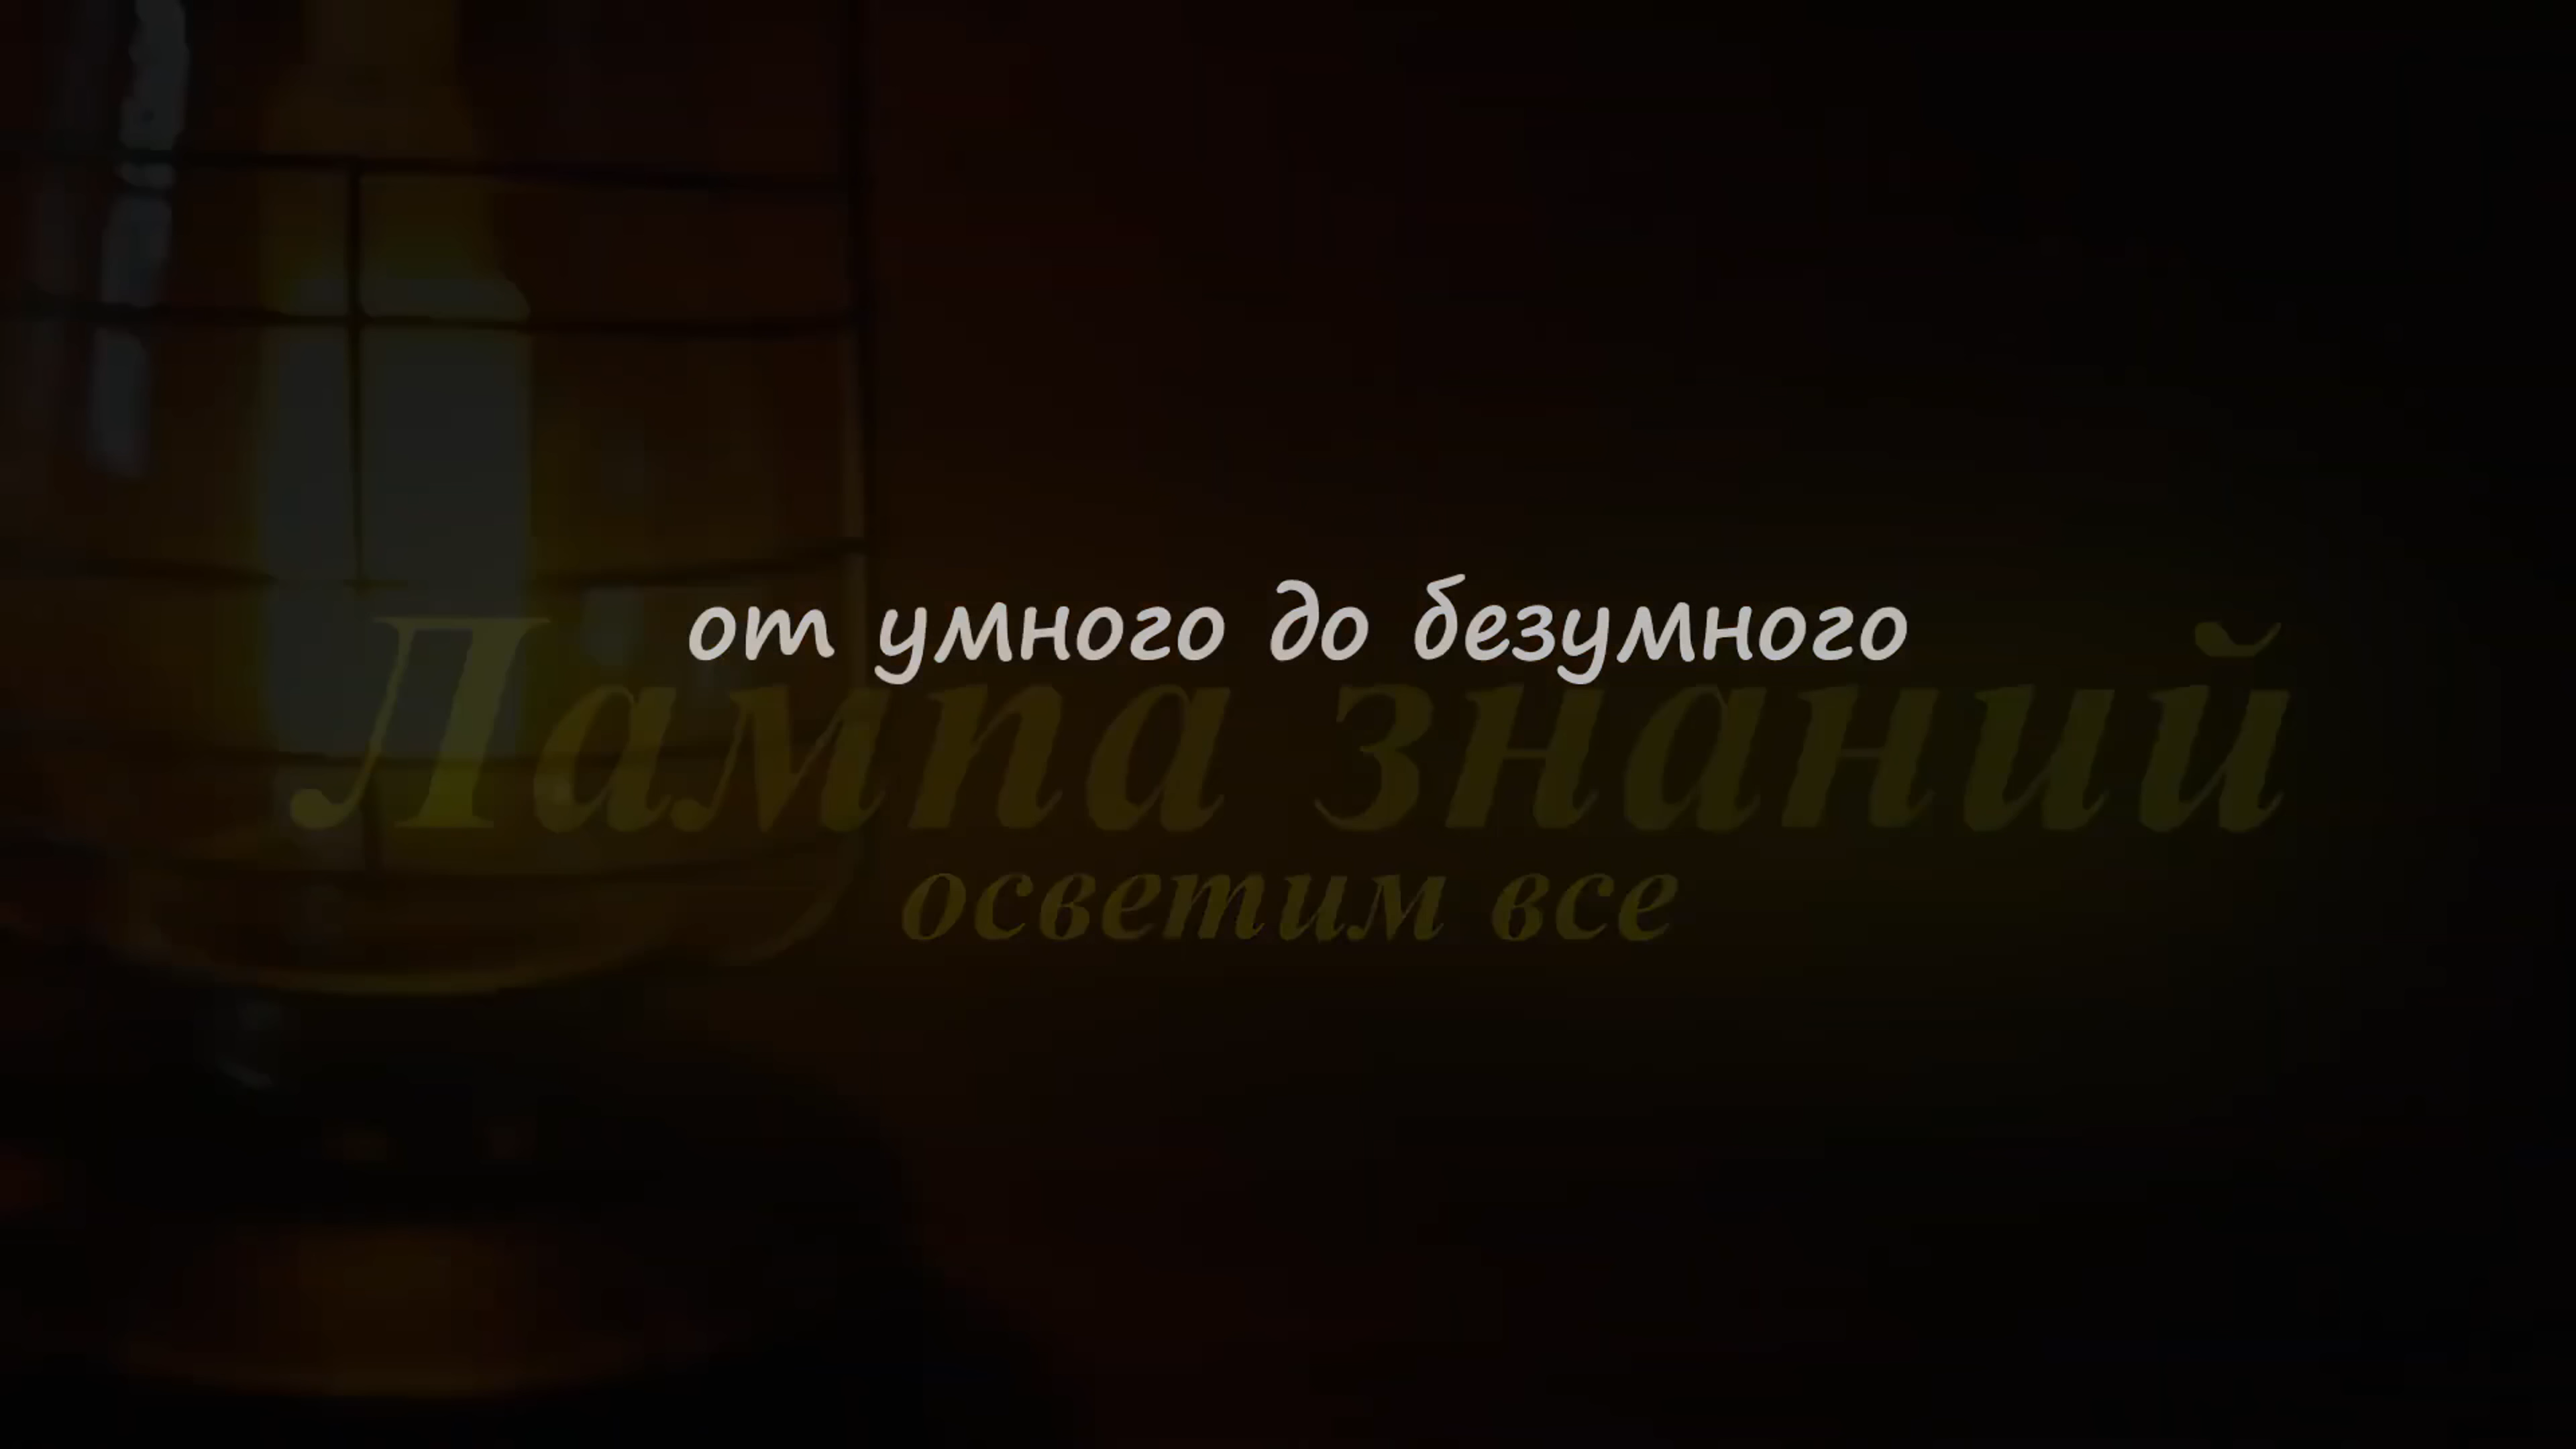 от умного до безумного
Лампа знаний
осветим все